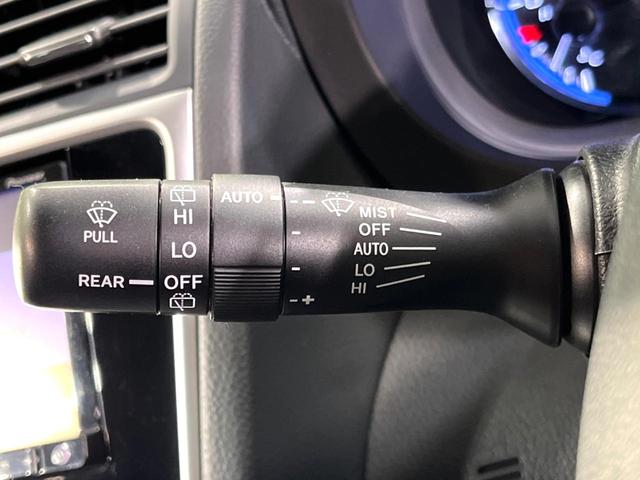 PULL
REAR
HI
LO
OFF
AUTO
- +
MIST
OFF
AUTO
LO
HI